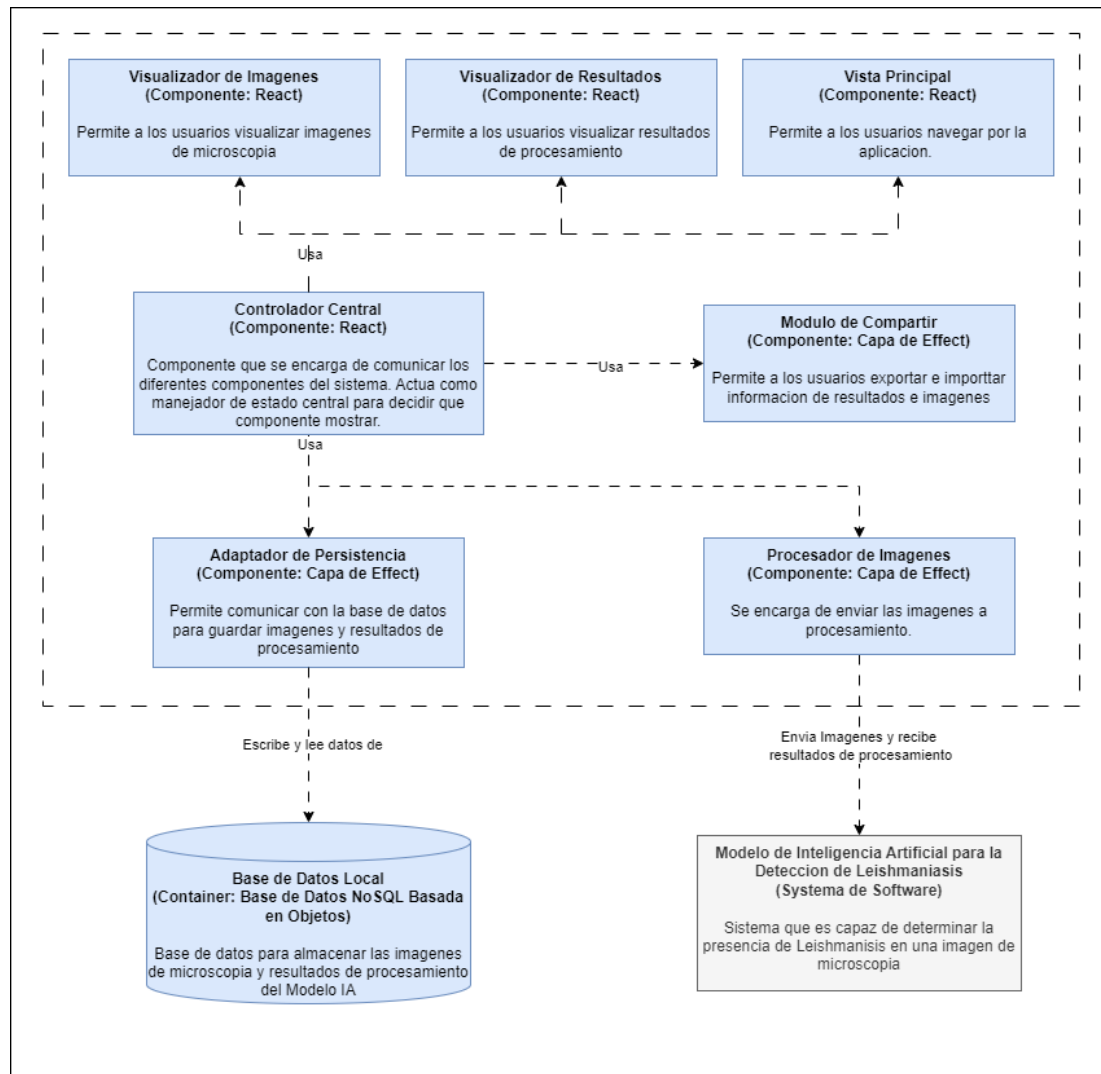 Visualizador de Imagenes
(Componente: React)
Permite a los usuarios visualizar imagenes
de microscopia
Visualizador de Resultados
(Componente: React)
Permite a los usuarios visualizar resultados
de procesamiento
Vista Principal
(Componente: React)
Permite a los usuarios navegar por la
aplicacion.
Usa
Controlador Central
(Componente: React)
Componente que se encarga de comunicar los
diferentes componentes del sistema. Actua como
manejador de estado central para decidir que
componente mostrar.
Usa
Modulo de Compartir
(Componente: Capa de Effect)
Permite a los usuarios exportar e importtar
informacion de resultados e imagenes
Usa
Adaptador de Persistencia
(Componente: Capa de Effect)
Permite comunicar con la base de datos
para guardar imagenes y resultados de
procesamiento
Procesador de Imagenes
(Componente: Capa de Effect)
Se encarga de enviar las imagenes a
procesamiento.
Escribe y lee datos de
Envia Imagenes y recibe
resultados de procesamiento
Base de Datos Local
(Container: Base de Datos NoSQL Basada
en Objetos)
Base de datos para almacenar las imagenes
de microscopia y resultados de procesamiento
del Modelo IA
Modelo de Inteligencia Artificial para la
Deteccion de Leishmaniasis
(Systema de Software)
Sistema que es capaz de determinar la
presencia de Leishmanisis en una imagen de
microscopia